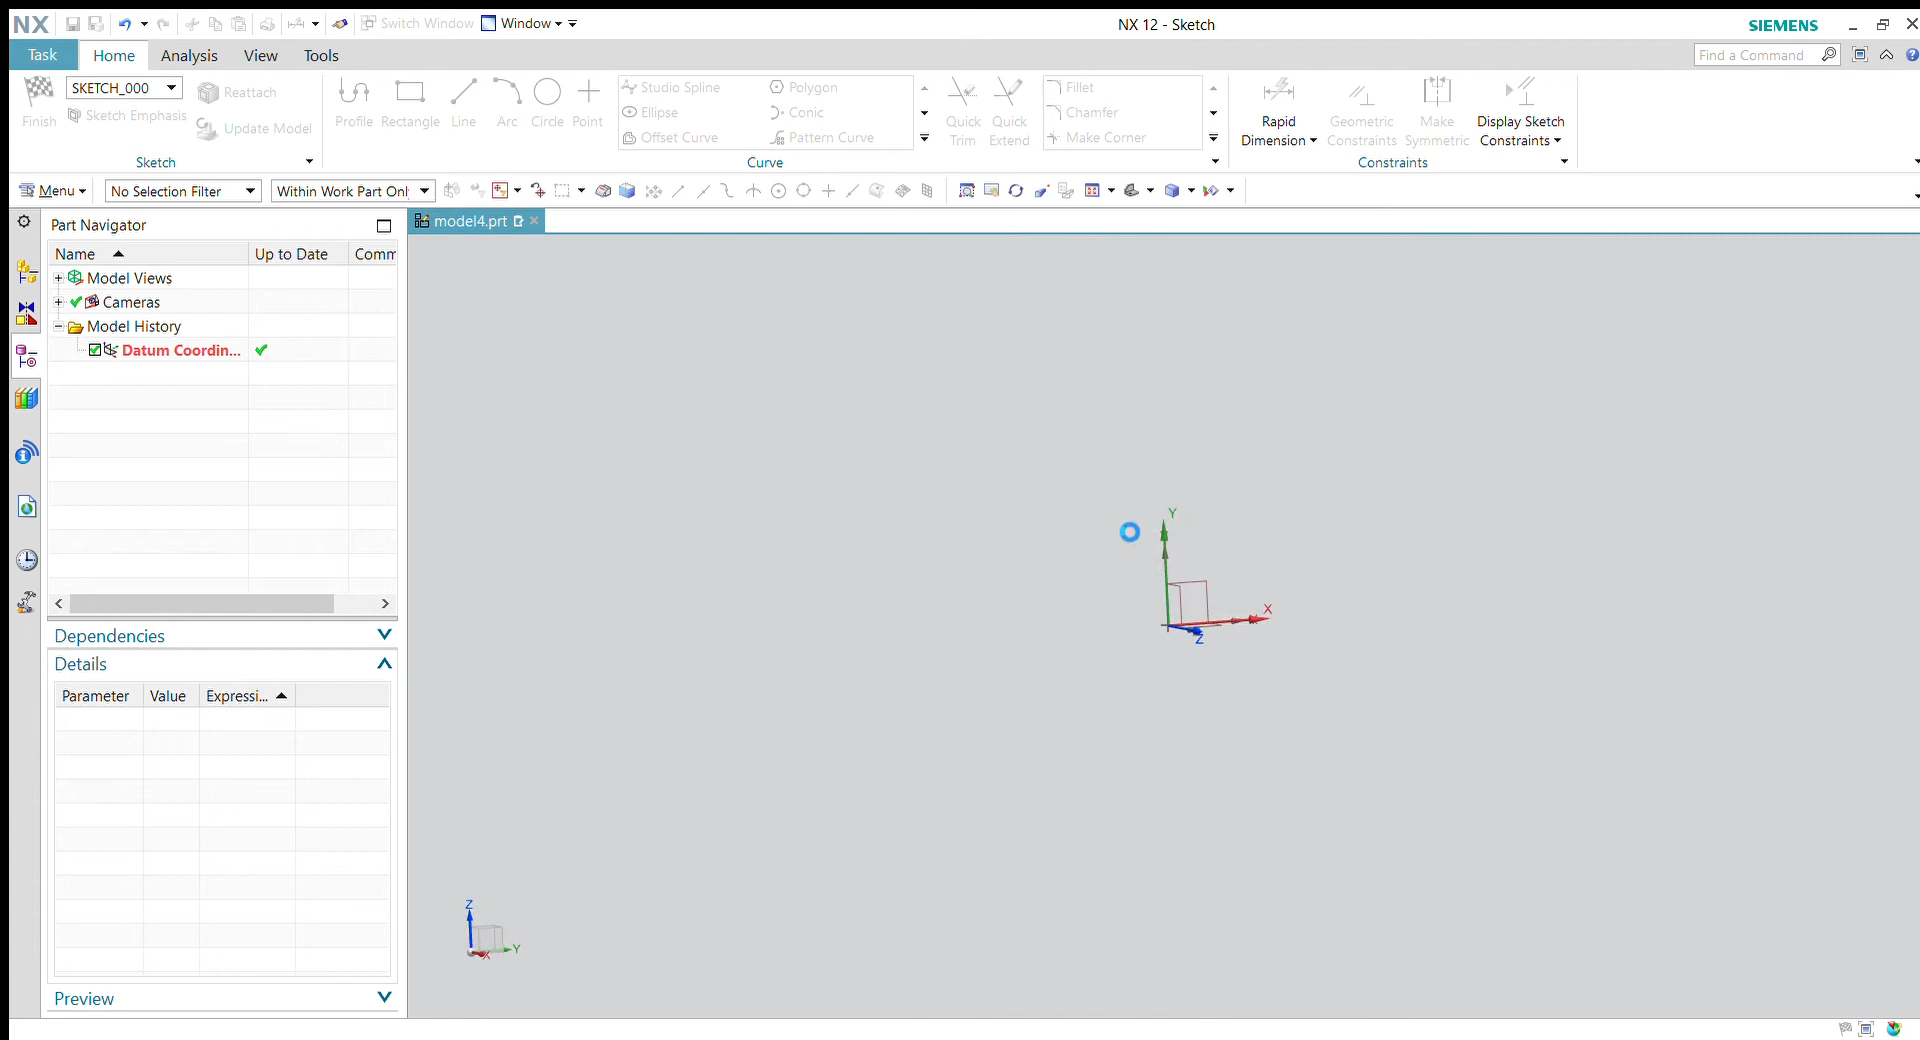 NX Switch Window Window NX 12 - Sketch SIEMENS
Task Home Analysis View Tools Find a Command
SKETCH_000
Finish
Sketch Emphasis
Reattach
Update Model
Sketch
Profile Rectangle Line Arc Circle Point
Studio Spline Polygon
Ellipse Conic
Offset Curve Pattern Curve
Quick Trim
Quick Extend
Fillet
Chamfer
Make Corner
Curve
Rapid Dimension
Geometric Constraints
Make Symmetric
Display Sketch Constraints
Constraints
Menu No Selection Filter Within Work Part Onl
Part Navigator
model4.prt
Name Up to Date Comm
Model Views
Cameras
Model History
Datum Coordin...
Dependencies
Details
Parameter Value Expressi...
Preview
Y
X
Z
Z
Y
X